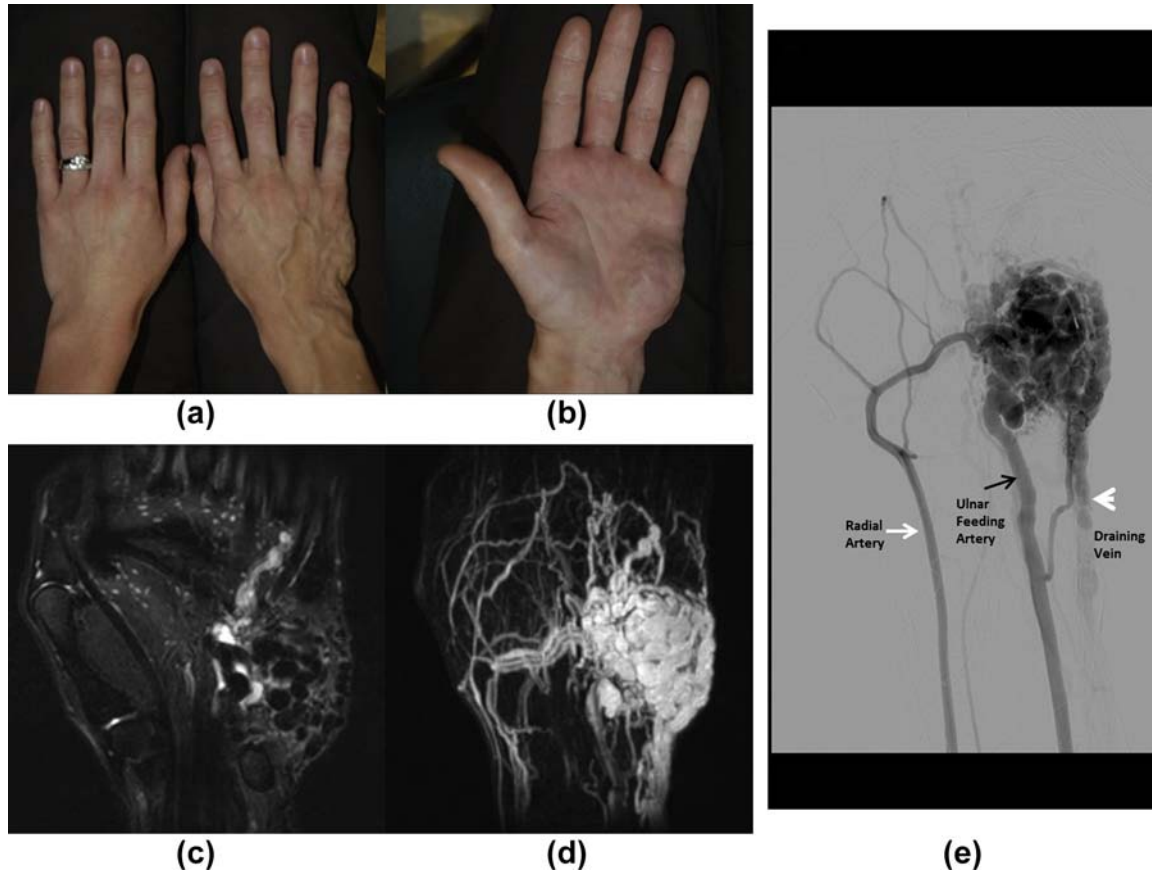 (a)
(b)
(c)
(d)
Radial
Artery
Ulnar
Feeding
Artery
Draining
Vein
(e)